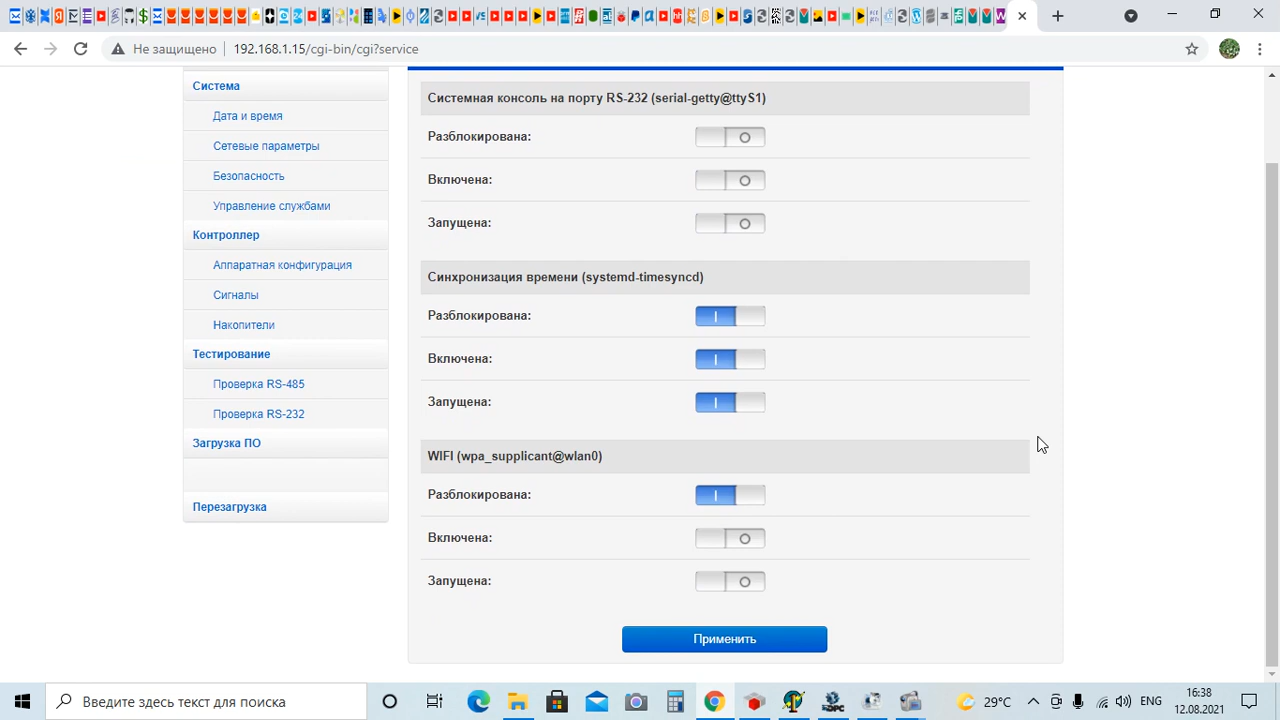 Не защищено
192.168.1.15/cgi-bin/cgi?service
Система
Дата и время
Сетевые параметры
Безопасность
Управление службами
Контроллер
Аппаратная конфигурация
Сигналы
Накопители
Тестирование
Проверка RS-485
Проверка RS-232
Загрузка ПО
Перезагрузка
Системная консоль на порту RS-232 (serial-getty@ttyS1)
Разблокирована:
Включена:
Запущена:
Синхронизация времени (systemd-timesyncd)
Разблокирована:
Включена:
Запущена:
WIFI (wpa_supplicant@wlan0)
Разблокирована:
Включена:
Запущена:
Применить
Введите здесь текст для поиска
29°C
ENG
16:38
12.08.2021